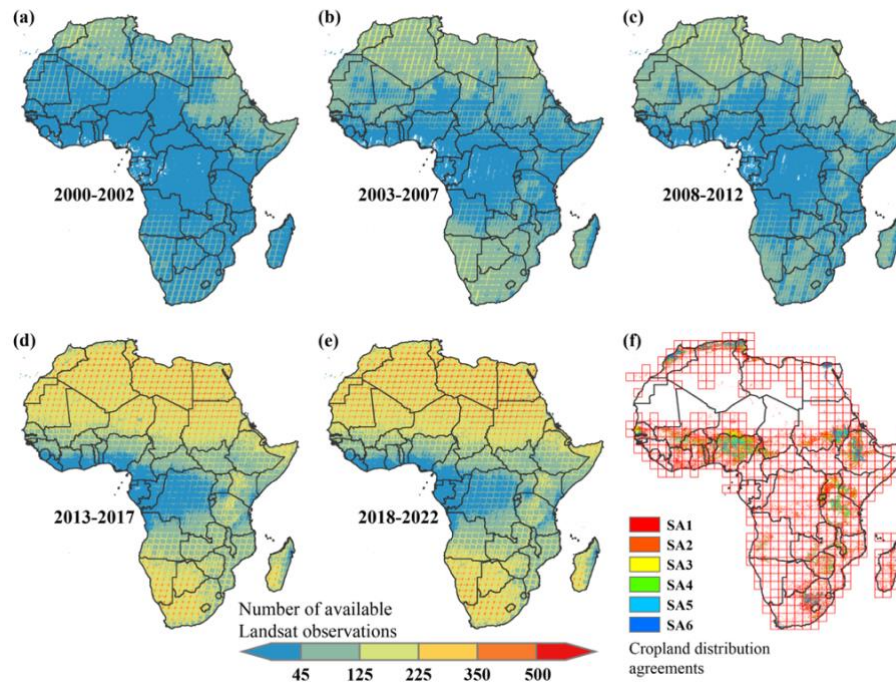 (a)
(b)
(c)
2000-2002
2003-2007
2008-2012
(d)
(e)
(f)
2013-2017
2018-2022
SA1
SA2
SA3
SA4
SA5
SA6
Number of available
Landsat observations
45 125 225 350 500
Cropland distribution
agreements